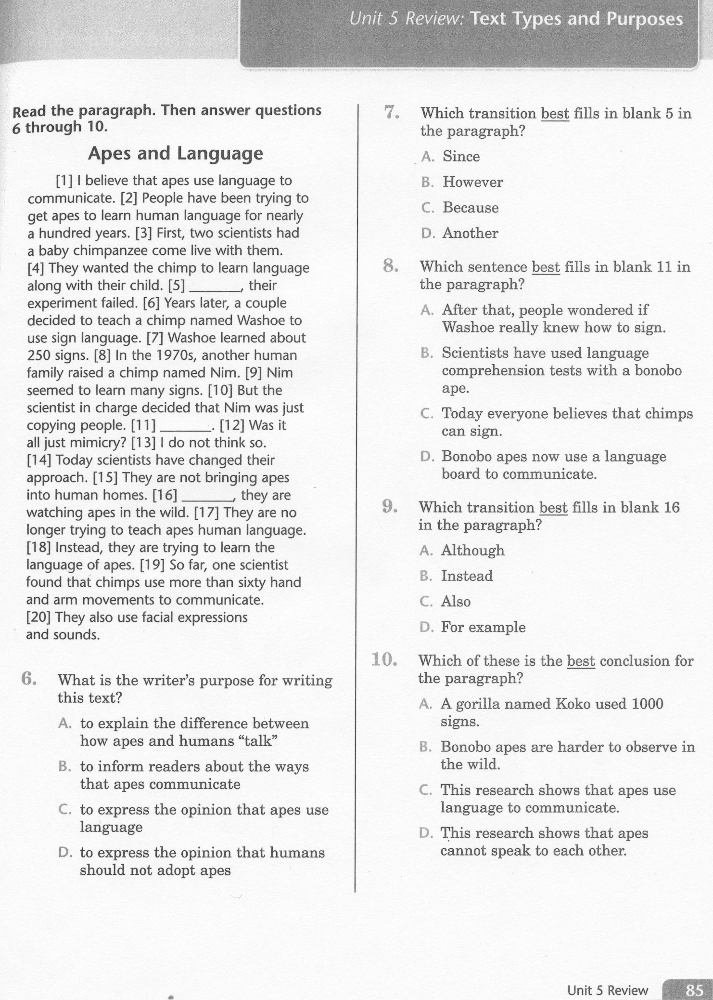 Unit 5 Review: Text Types and Purposes
Read the paragraph. Then answer questions
6 through 10.
Apes and Language
[1] I believe that apes use language to
communicate. [2] People have been trying to
get apes to learn human language for nearly
a hundred years. [3] First, two scientists had
a baby chimpanzee come live with them.
[4] They wanted the chimp to learn language
along with their child. [5] _______, their
experiment failed. [6] Years later, a couple
decided to teach a chimp named Washoe to
use sign language. [7] Washoe learned about
250 signs. [8] In the 1970s, another human
family raised a chimp named Nim. [9] Nim
seemed to learn many signs. [10] But the
scientist in charge decided that Nim was just
copying people. [11] _______. [12] Was it
all just mimicry? [13] I do not think so.
[14] Today scientists have changed their
approach. [15] They are not bringing apes
into human homes. [16] _______, they are
watching apes in the wild. [17] They are no
longer trying to teach apes human language.
[18] Instead, they are trying to learn the
language of apes. [19] So far, one scientist
found that chimps use more than sixty hand
and arm movements to communicate.
[20] They also use facial expressions
and sounds.
6. What is the writer's purpose for writing
this text?
A. to explain the difference between
how apes and humans “talk”
B. to inform readers about the ways
that apes communicate
C. to express the opinion that apes use
language
D. to express the opinion that humans
should not adopt apes
7. Which transition best fills in blank 5 in
the paragraph?
A. Since
B. However
C. Because
D. Another
8. Which sentence best fills in blank 11 in
the paragraph?
A. After that, people wondered if
Washoe really knew how to sign.
B. Scientists have used language
comprehension tests with a bonobo
ape.
C. Today everyone believes that chimps
can sign.
D. Bonobo apes now use a language
board to communicate.
9. Which transition best fills in blank 16
in the paragraph?
A. Although
B. Instead
C. Also
D. For example
10. Which of these is the best conclusion for
the paragraph?
A. A gorilla named Koko used 1000
signs.
B. Bonobo apes are harder to observe in
the wild.
C. This research shows that apes use
language to communicate.
D. This research shows that apes
cannot speak to each other.
Unit 5 Review 85